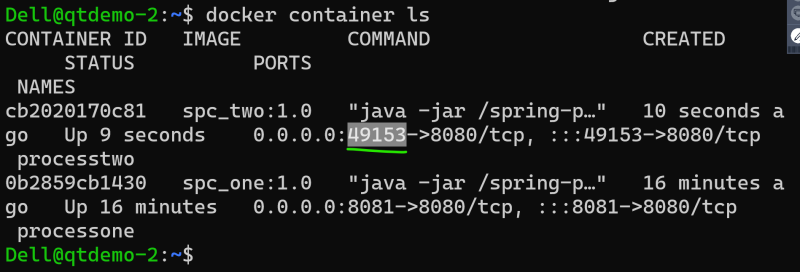 Dell@qtdemo-2:~$ docker container ls
CONTAINER ID   IMAGE         COMMAND                  CREATED
     STATUS          PORTS
 NAMES
cb2020170c81   spc_two:1.0   "java -jar /spring-p…"   10 seconds a
go   Up 9 seconds    0.0.0.0:49153->8080/tcp, :::49153->8080/tcp
 processtwo
0b2859cb1430   spc_one:1.0   "java -jar /spring-p…"   16 minutes a
go   Up 16 minutes   0.0.0.0:8081->8080/tcp, :::8081->8080/tcp
 processone
Dell@qtdemo-2:~$